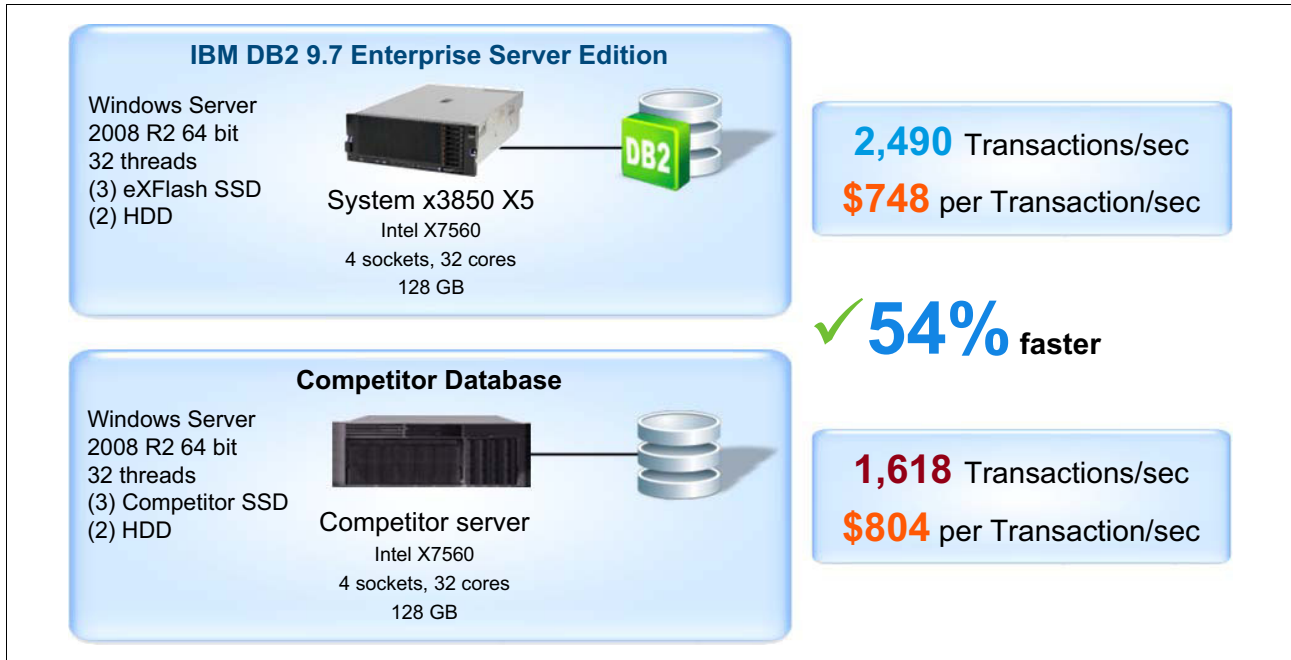 IBM DB2 9.7 Enterprise Server Edition
Windows Server
2008 R2 64 bit
32 threads
(3) eXFlash SSD
(2) HDD
DB2
System x3850 X5
Intel X7560
4 sockets, 32 cores
128 GB
2,490 Transactions/sec
$748 per Transaction/sec
54% faster
Competitor Database
Windows Server
2008 R2 64 bit
32 threads
(3) Competitor SSD
(2) HDD
Competitor server
Intel X7560
4 sockets, 32 cores
128 GB
1,618 Transactions/sec
$804 per Transaction/sec